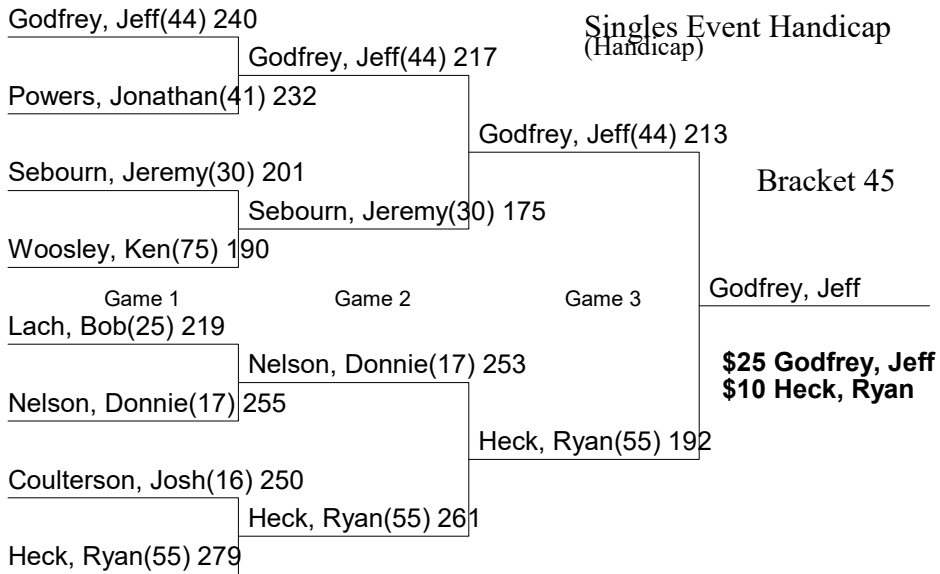 Godfrey, Jeff(44) 240
Singles Event Handicap
(Handicap)
Godfrey, Jeff(44) 217
Powers, Jonathan(41) 232
Godfrey, Jeff(44) 213
Sebourn, Jeremy(30) 201
Bracket 45
Sebourn, Jeremy(30) 175
Woosley, Ken(75) 190
Game 1
Game 2
Game 3
Godfrey, Jeff
Lach, Bob(25) 219
Nelson, Donnie(17) 253
$25 Godfrey, Jeff
$10 Heck, Ryan
Nelson, Donnie(17) 255
Heck, Ryan(55) 192
Coulterson, Josh(16) 250
Heck, Ryan(55) 261
Heck, Ryan(55) 279